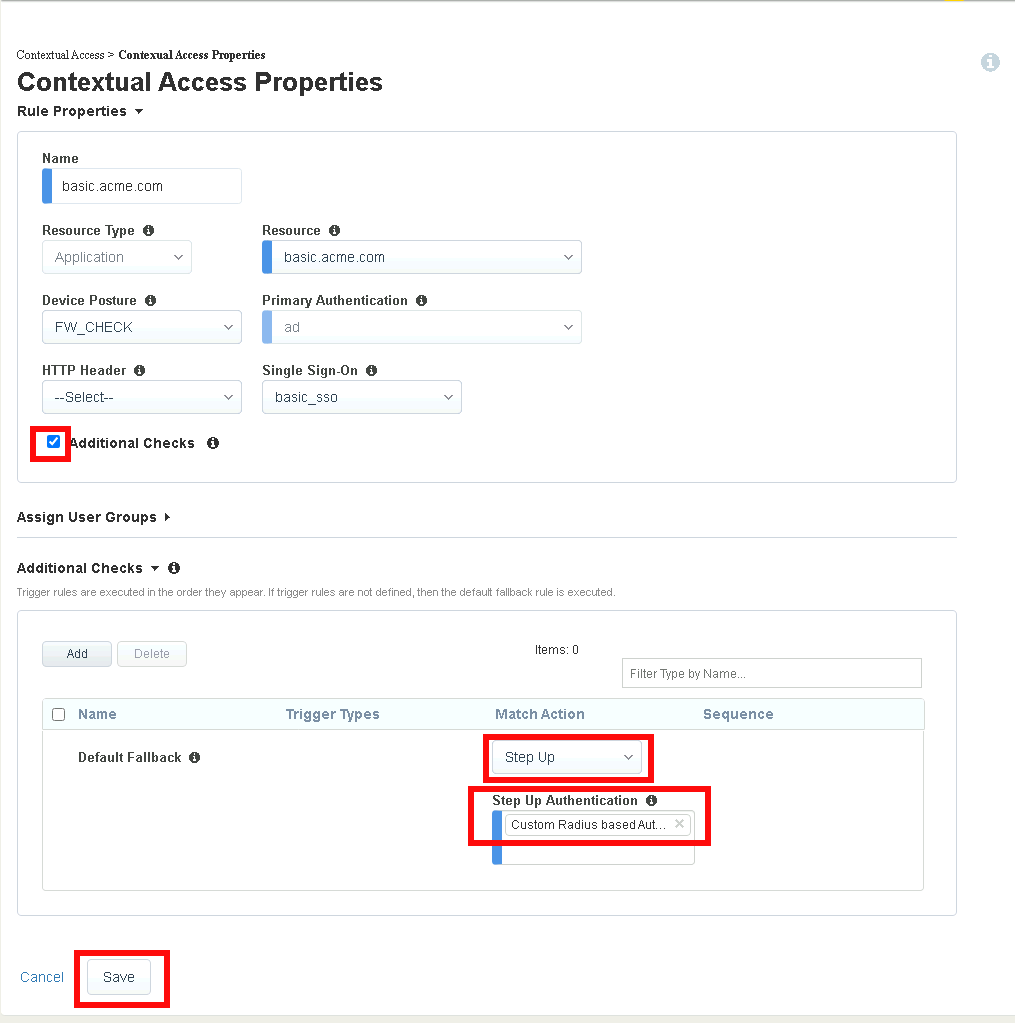 Contextual Access > Contexual Access Properties
Contextual Access Properties
Rule Properties
Name
basic.acme.com
Resource Type Resource
Application basic.acme.com
Device Posture Primary Authentication
FW_CHECK ad
HTTP Header Single Sign-On
--Select-- basic_sso
Additional Checks
Assign User Groups
Additional Checks
Trigger rules are executed in the order they appear. If trigger rules are not defined, then the default fallback rule is executed.
Add Delete Items: 0
Filter Type by Name...
Name Trigger Types Match Action Sequence
Default Fallback Step Up
Step Up Authentication
Custom Radius based Aut... ×
Cancel Save